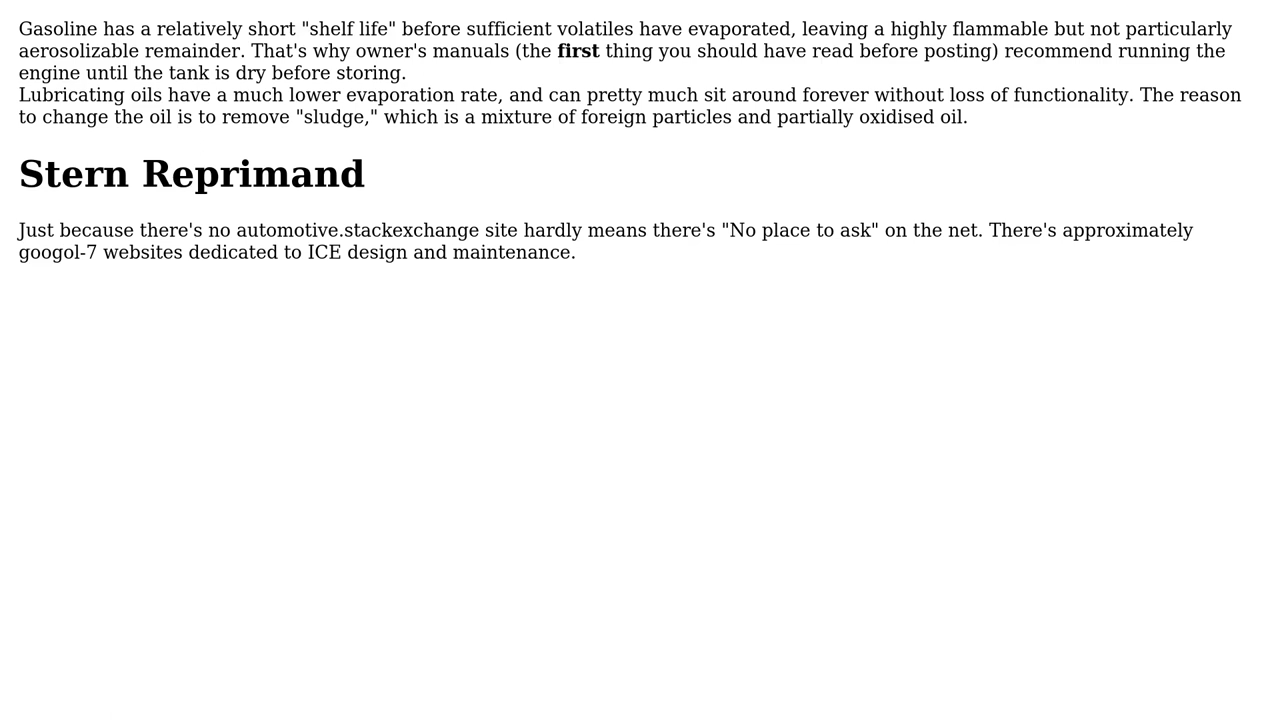 Gasoline has a relatively short "shelf life" before sufficient volatiles have evaporated, leaving a highly flammable but not particularly
aerosolizable remainder. That's why owner's manuals (the first thing you should have read before posting) recommend running the
engine until the tank is dry before storing.
Lubricating oils have a much lower evaporation rate, and can pretty much sit around forever without loss of functionality. The reason
to change the oil is to remove "sludge," which is a mixture of foreign particles and partially oxidised oil.
Stern Reprimand
Just because there's no automotive.stackexchange site hardly means there's "No place to ask" on the net. There's approximately
googol-7 websites dedicated to ICE design and maintenance.